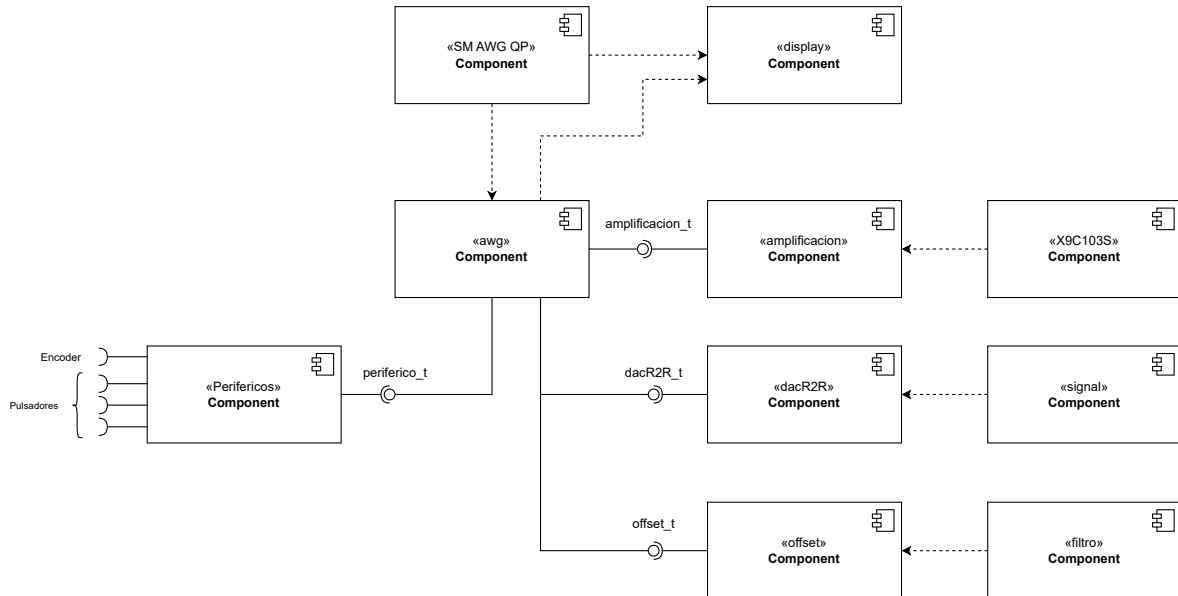 «SM AWG QP»
Component
«display»
Component
amplificacion_t
«awg»
Component
«amplificacion»
Component
«X9C103S»
Component
Encoder
Pulsadores
«Perifericos»
Component
periferico_t
dacR2R_t
«dacR2R»
Component
«signal»
Component
offset_t
«offset»
Component
«filtro»
Component